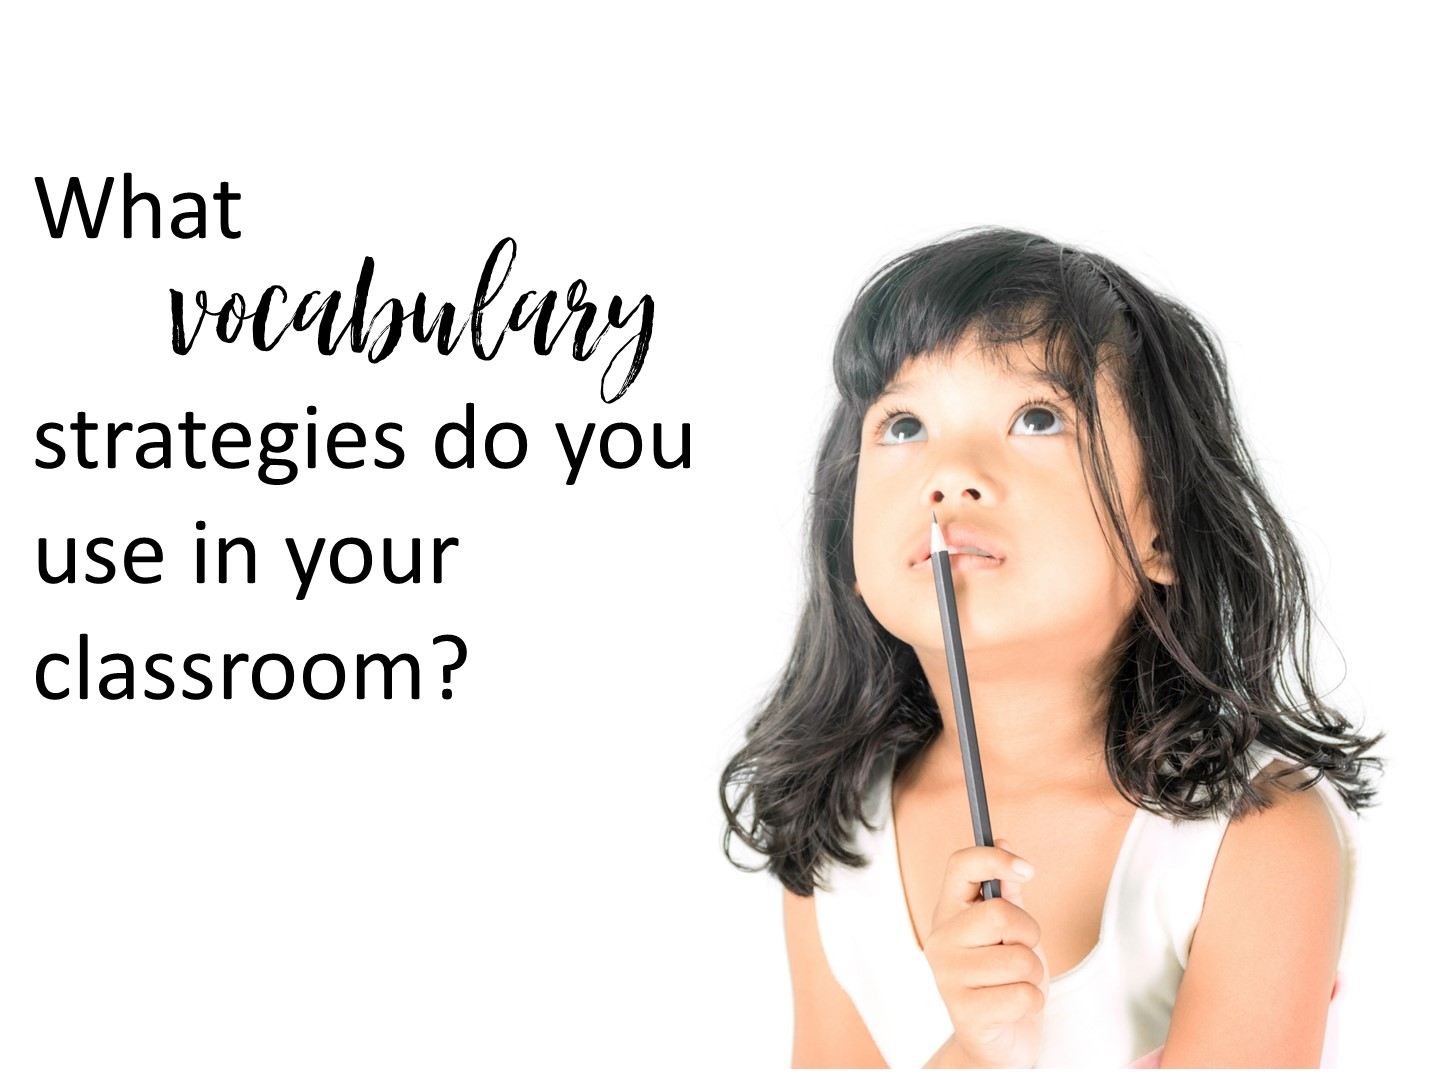 What
vocabulary
strategies do you
use in your
classroom?